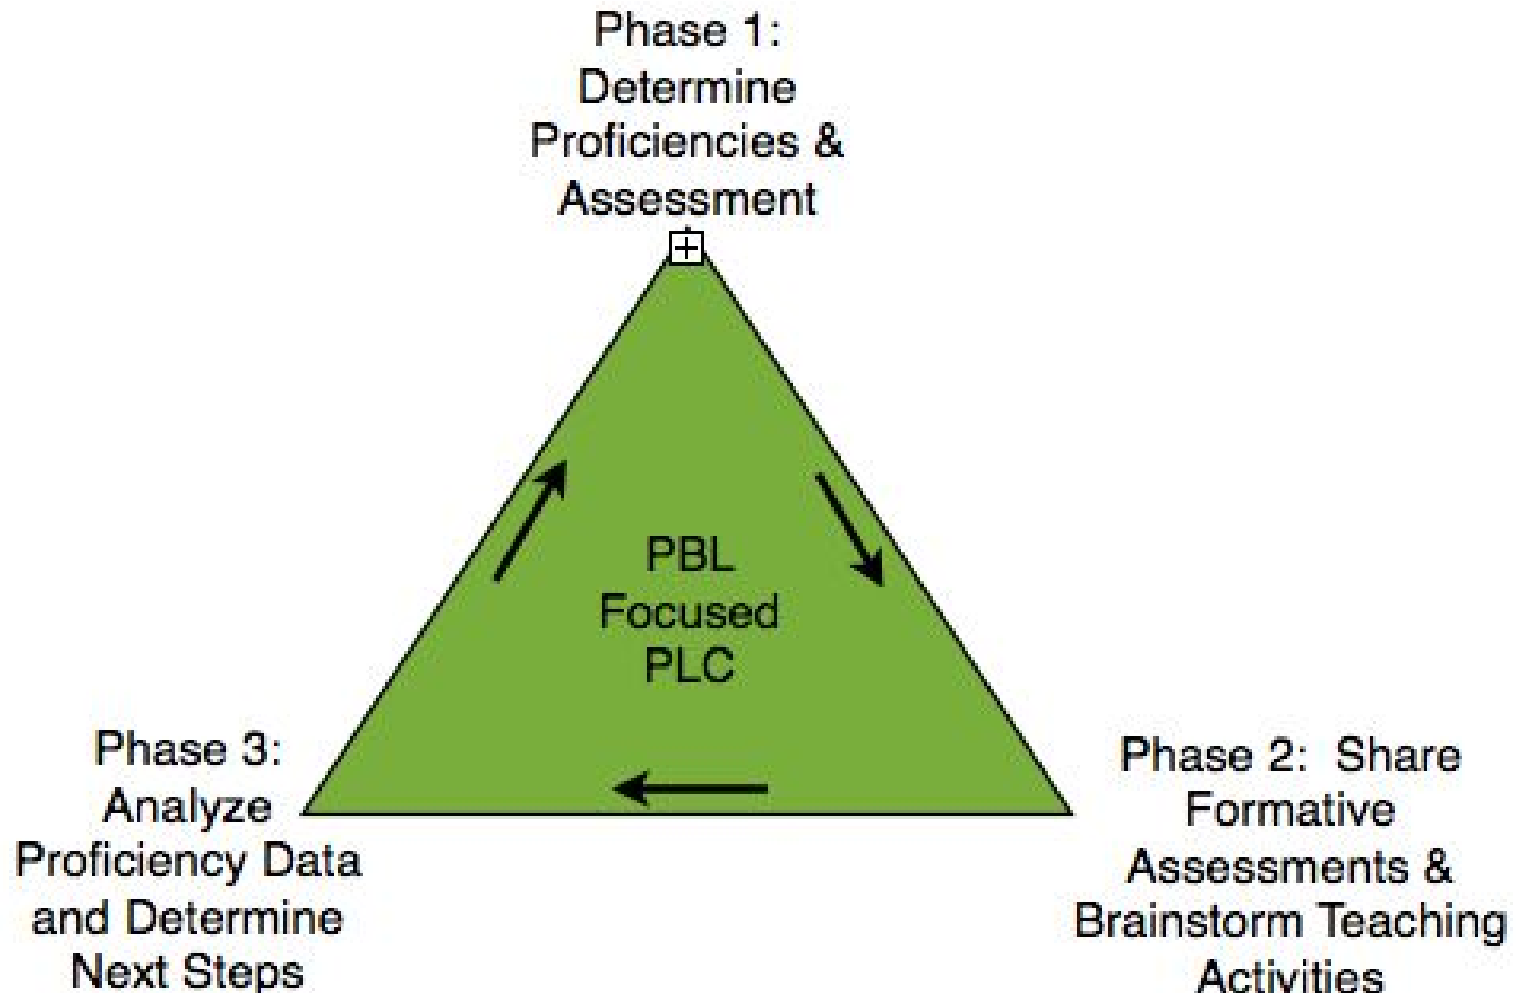 Phase 1:
Determine
Proficiencies &
Assessment
PBL
Focused
PLC
Phase 3:
Analyze
Proficiency Data
and Determine
Next Steps
Phase 2:  Share
Formative
Assessments &
Brainstorm Teaching
Activities